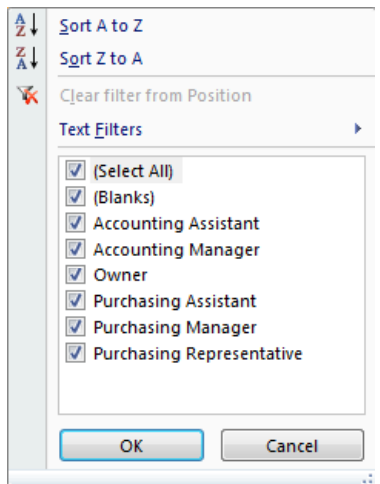 Sort A to Z
Sort Z to A
Clear filter from Position
Text Filters
(Select All)
(Blanks)
Accounting Assistant
Accounting Manager
Owner
Purchasing Assistant
Purchasing Manager
Purchasing Representative
OK Cancel